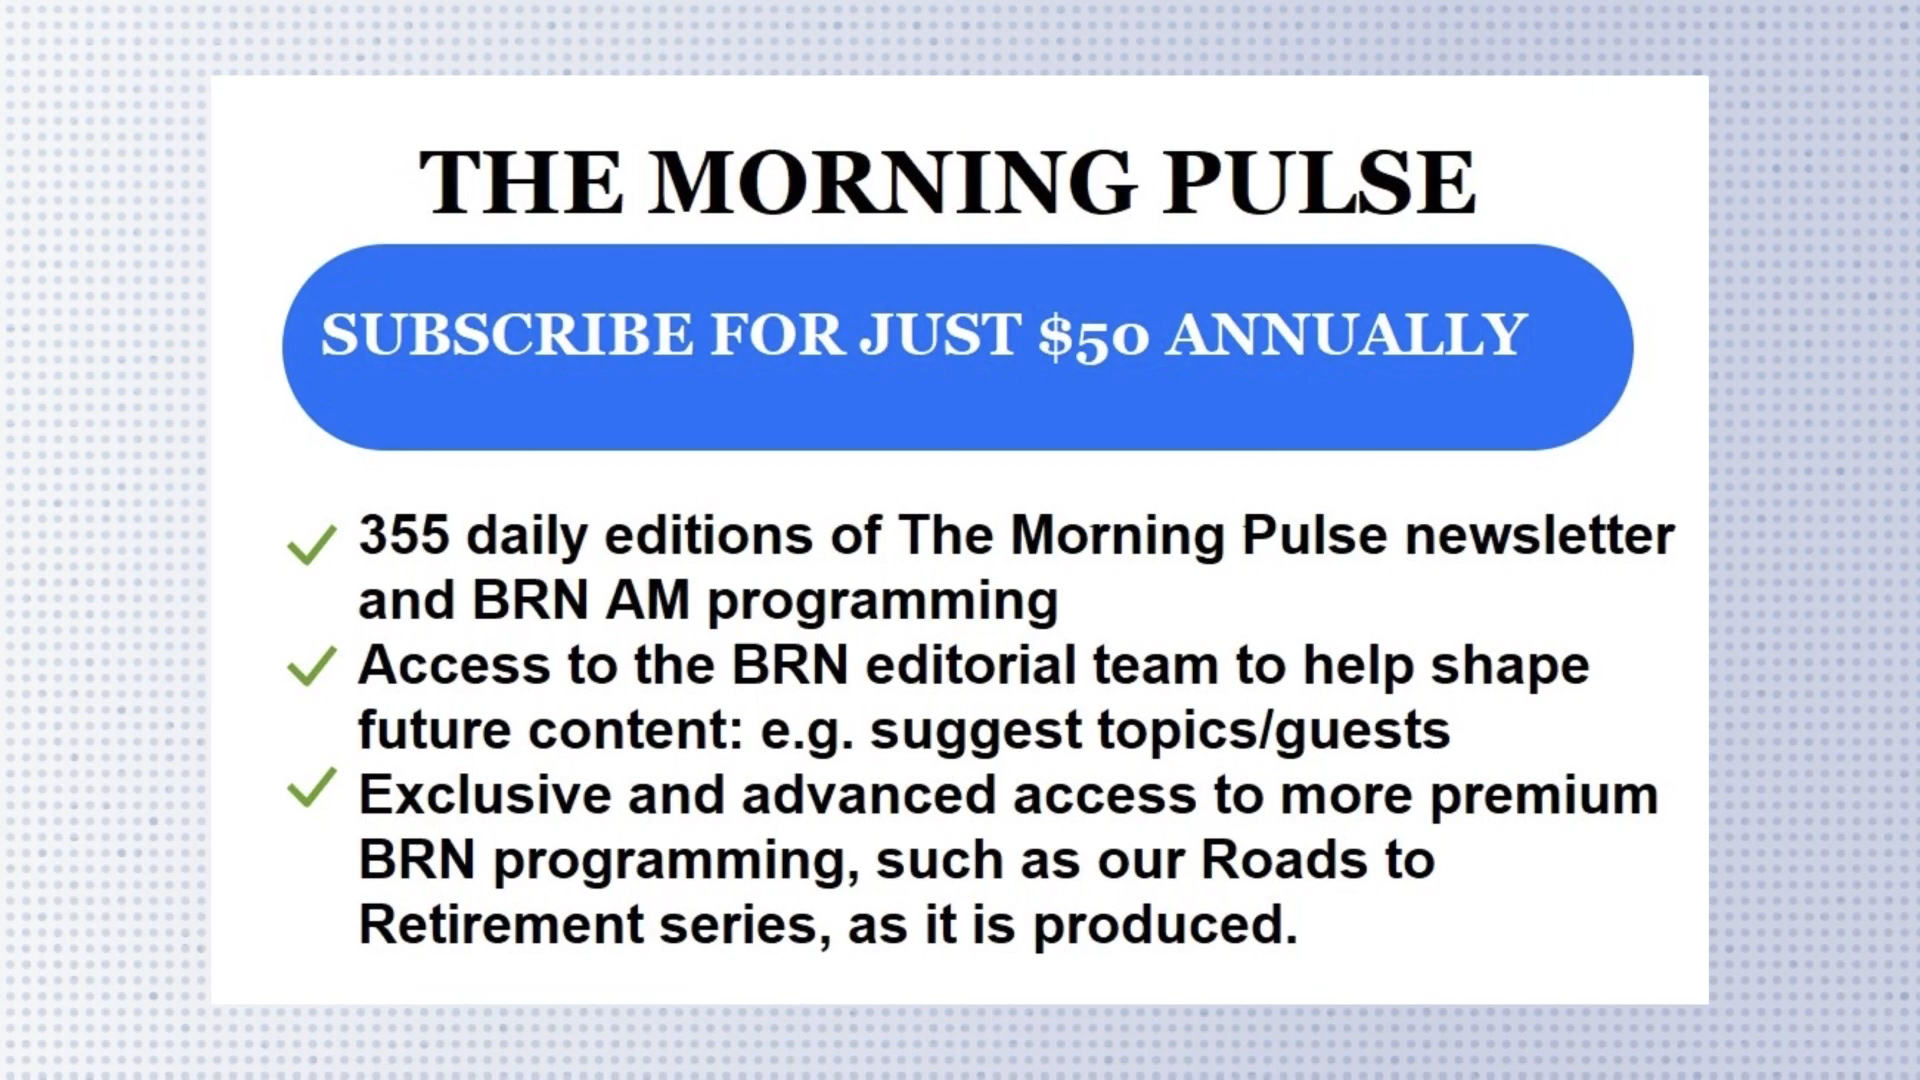 THE MORNING PULSE
SUBSCRIBE FOR JUST $50 ANNUALLY
355 daily editions of The Morning Pulse newsletter
and BRN AM programming
Access to the BRN editorial team to help shape
future content: e.g. suggest topics/guests
Exclusive and advanced access to more premium
BRN programming, such as our Roads to
Retirement series, as it is produced.